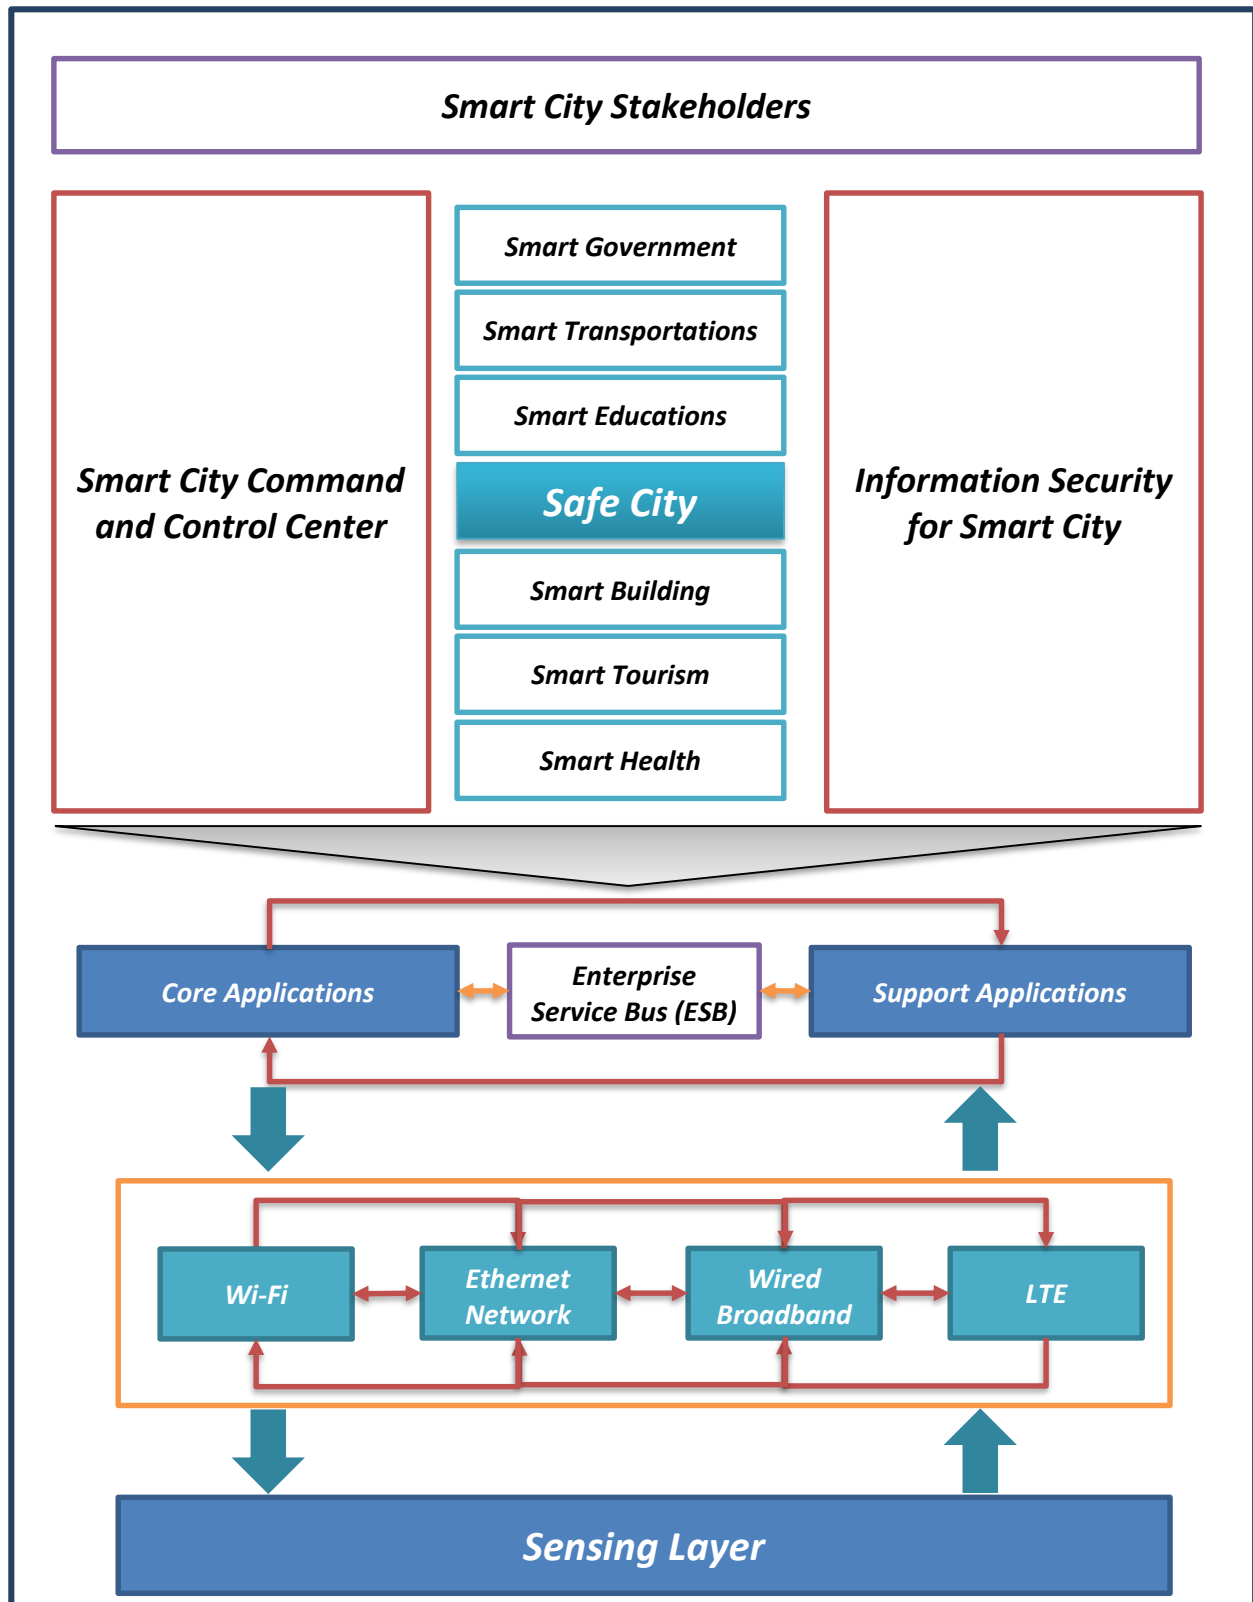 Smart City Stakeholders
Smart Government
Smart Transportations
Smart Educations
Smart City Command
and Control Center
Safe City
Information Security
for Smart City
Smart Building
Smart Tourism
Smart Health
Core Applications
Enterprise
Service Bus (ESB)
Support Applications
Wi-Fi
Ethernet
Network
Wired
Broadband
LTE
Sensing Layer